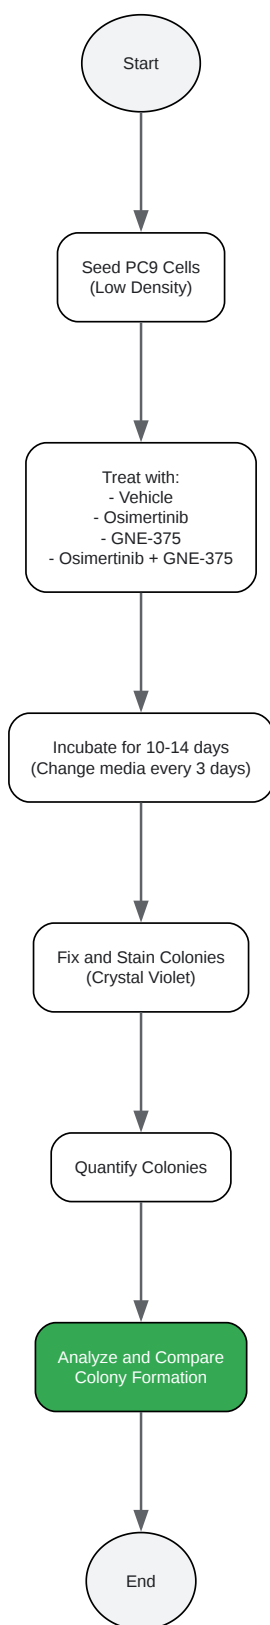 Start
Seed PC9 Cells
(Low Density)
Treat with:
- Vehicle
- Osimertinib
- GNE-375
- Osimertinib + GNE-375
Incubate for 10-14 days
(Change media every 3 days)
Fix and Stain Colonies
(Crystal Violet)
Quantify Colonies
Analyze and Compare
Colony Formation
End